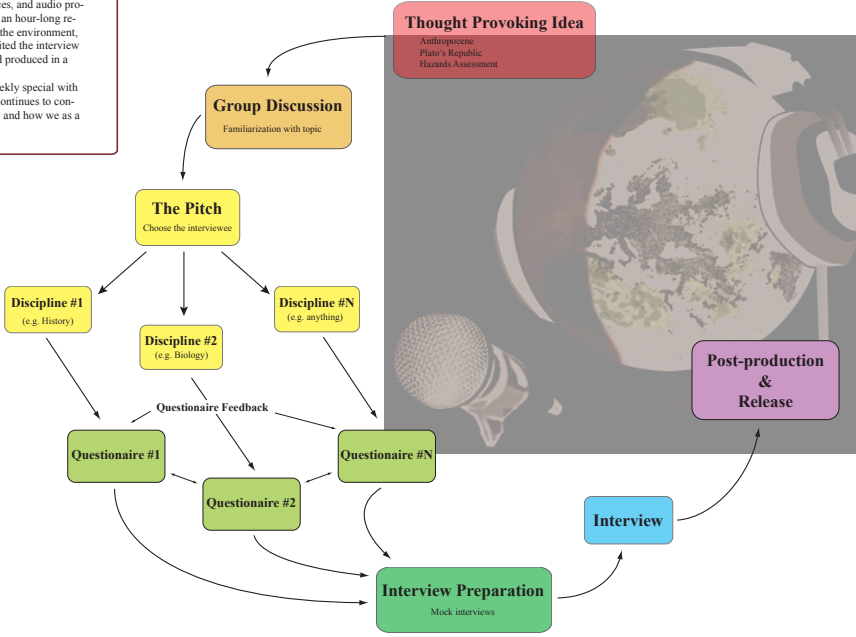 ces, and audio pro-
an hour-long re-
the environment,
ited the interview
d produced in a
ekly special with
ontinues to con-
and how we as a
Thought Provoking Idea
Anthropocene
Plato's Republic
Hazards Assessment
Group Discussion
Familiarization with topic
The Pitch
Choose the interviewee
Discipline #1
(e.g. History)
Discipline #2
(e.g. Biology)
Discipline #N
(e.g. anything)
Questionaire Feedback
Questionaire #1
Questionaire #2
Questionaire #N
Interview Preparation
Mock interviews
Interview
Post-production
&
Release